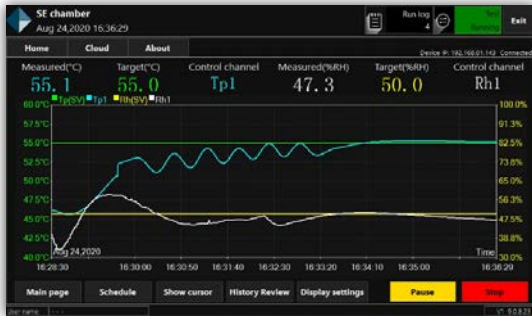 SE chamber
Aug 24,2020 16:36:29
Run log
4
Test
Running
Exit
Home Cloud About
Device IP: 192.168.01.143 Connected
Measured(°C) Target(°C) Control channel Measured(%RH) Target(%RH) Control channel
55.1 55.0 Tp1 47.3 50.0 Rh1
Tp(SV) Tp1 Rh(SV) Rh1
60.0°C 100.0%
57.5°C 91.3%
55.0°C 82.5%
52.5°C 73.8%
50.0°C 65.0%
47.5°C 56.3%
45.0°C 47.5%
42.5°C 38.8%
40.0°C 30.0%
Aug 24,2020 Time
16:28:30 16:30:00 16:30:50 16:31:40 16:32:30 16:33:20 16:34:10 16:35:00 16:36:29
Main page Schedule Show cursor History Review Display settings Pause Stop
User name: ---